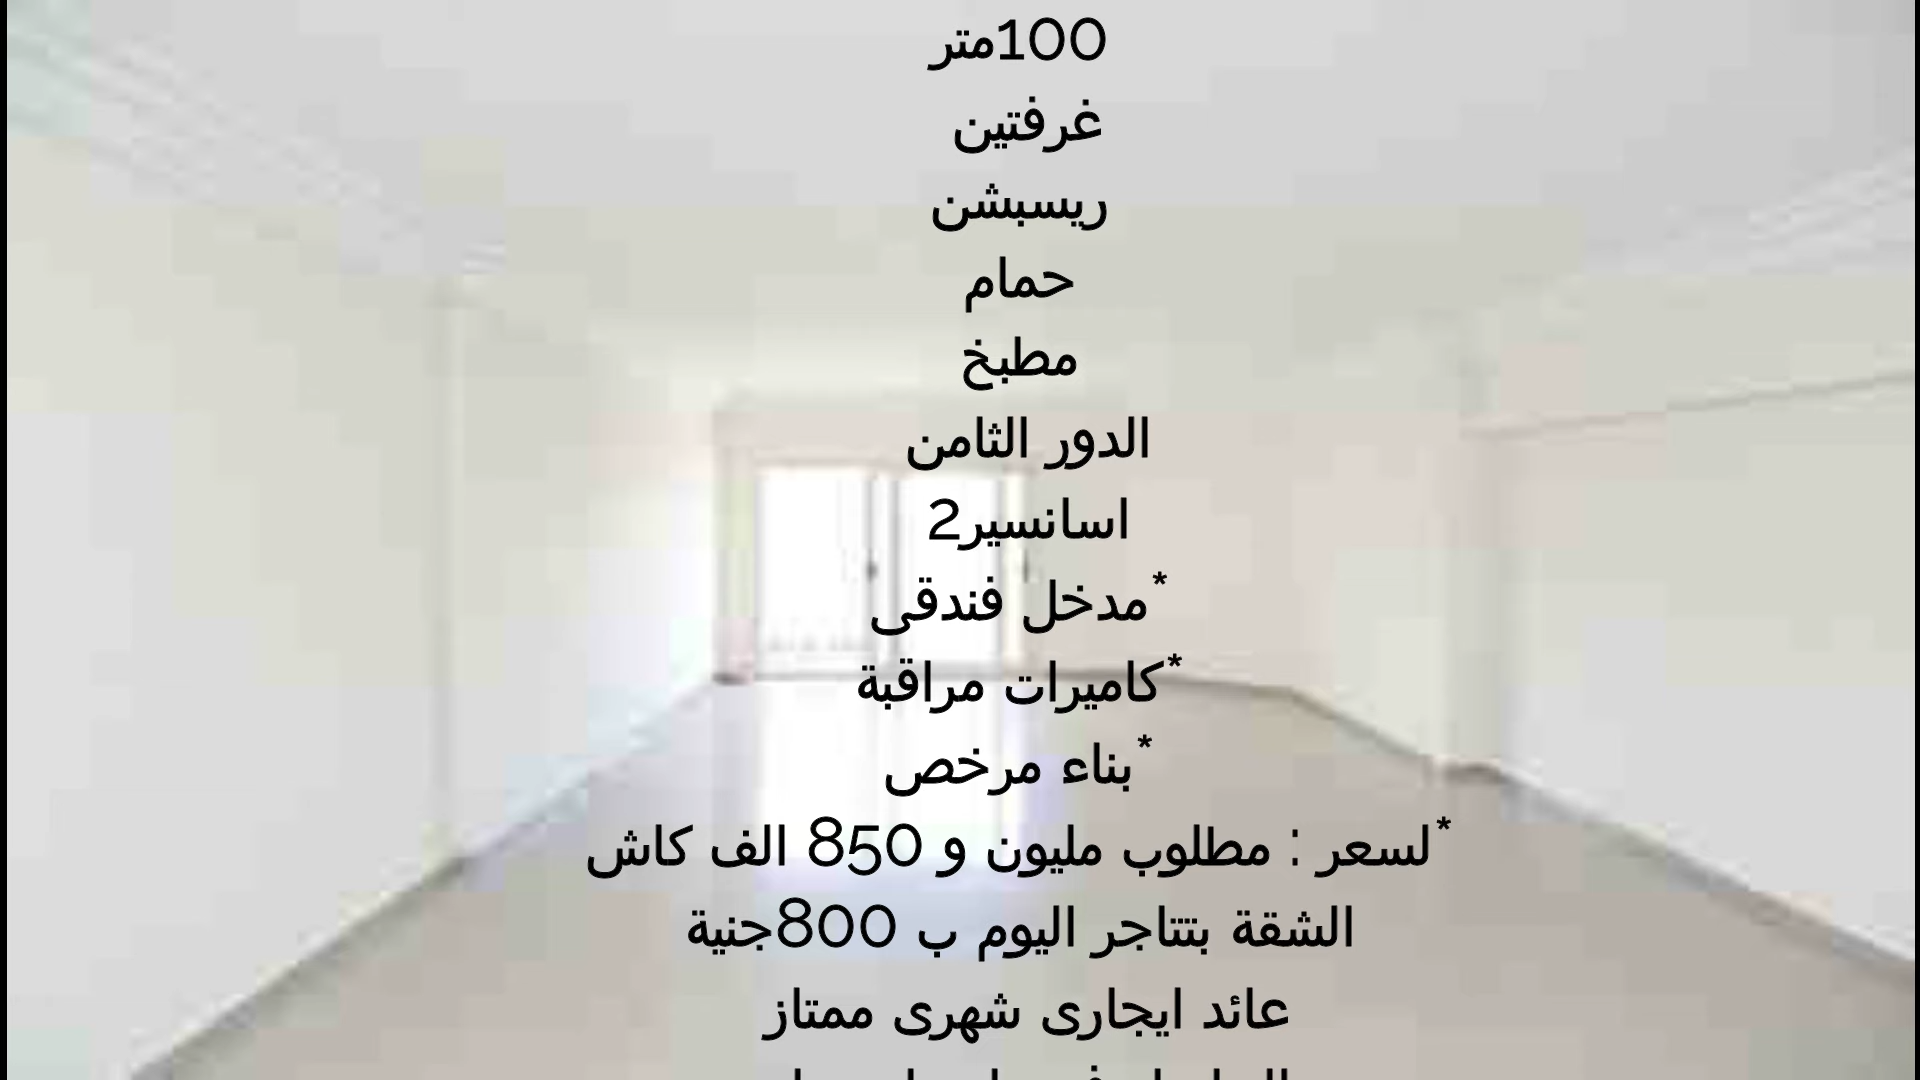 100متر
غرفتين
ريسبشن
حمام
مطبخ
الدور الثامن
اسانسير2
*مدخل فندقى
*كاميرات مراقبة
*بناء مرخص
*لسعر : مطلوب مليون و 850 الف كاش
الشقة بتتاجر اليوم ب 800جنية
عائد ايجارى شهرى ممتاز